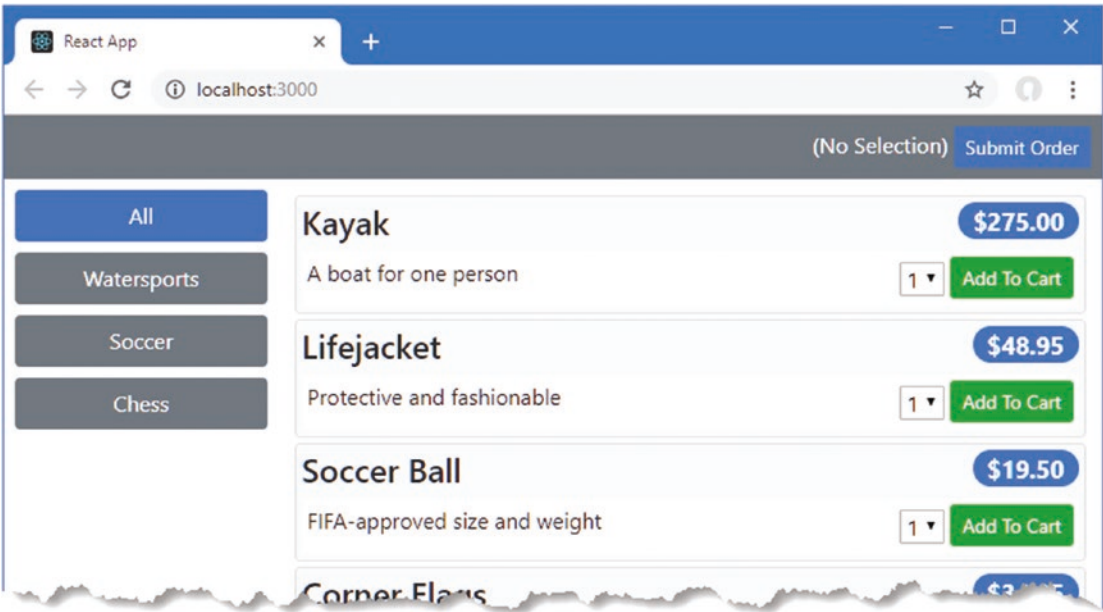 React App
localhost:3000
(No Selection) Submit Order
All
Watersports
Soccer
Chess
Kayak $275.00
A boat for one person 1 Add To Cart
Lifejacket $48.95
Protective and fashionable 1 Add To Cart
Soccer Ball $19.50
FIFA-approved size and weight 1 Add To Cart
Corner Flags